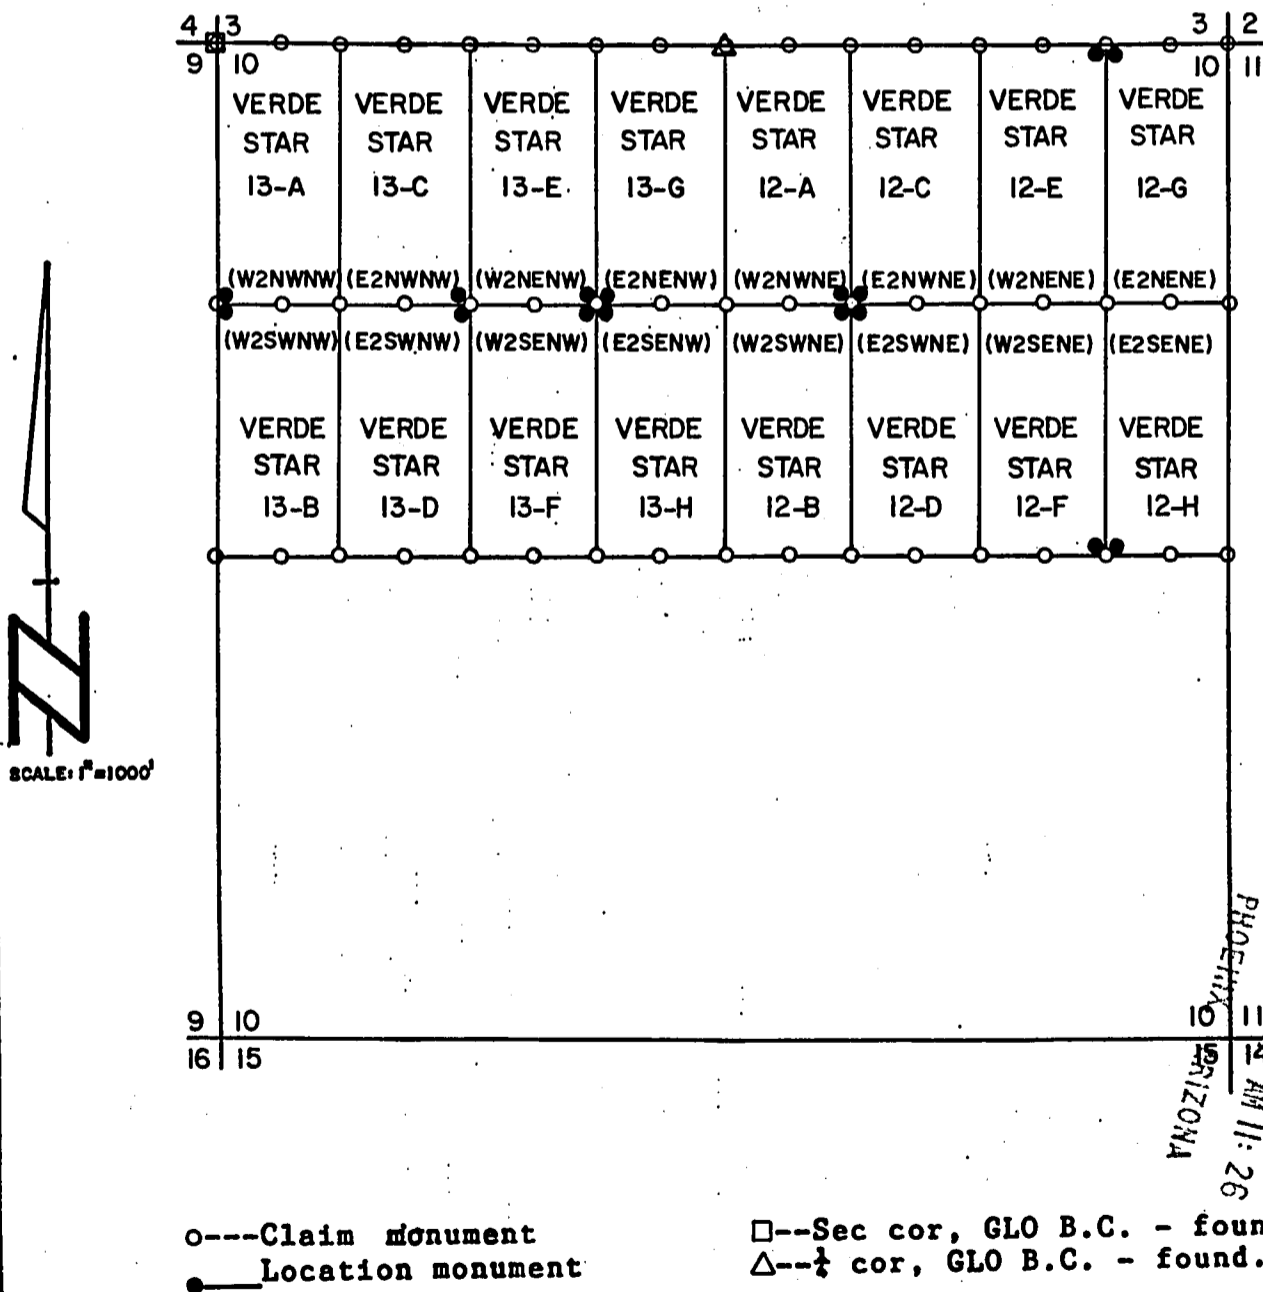 4 3 3 2
9 10 10 11
VERDE VERDE VERDE VERDE VERDE VERDE VERDE VERDE
STAR STAR STAR STAR STAR STAR STAR STAR
13-A 13-C 13-E 13-G 12-A 12-C 12-E 12-G
(W2NWNW) (E2NWNW) (W2NENW) (E2NENW) (W2NWNE) (E2NWNE) (W2NENE) (E2NENE)
(W2SWNW) (E2SWNW) (W2SENW) (E2SENW) (W2SWNE) (E2SWNE) (W2SENE) (E2SENE)
VERDE VERDE VERDE VERDE VERDE VERDE VERDE VERDE
STAR STAR STAR STAR STAR STAR STAR STAR
13-B 13-D 13-F 13-H 12-B 12-D 12-F 12-H
N
SCALE: 1"=1000'
9 10 10 11
16 15 15
PHOENIX ARIZONA
AM 11:26
o---Claim monument
Location monument
□--Sec cor, GLO B.C. - foun
△--¼ cor, GLO B.C. - found.